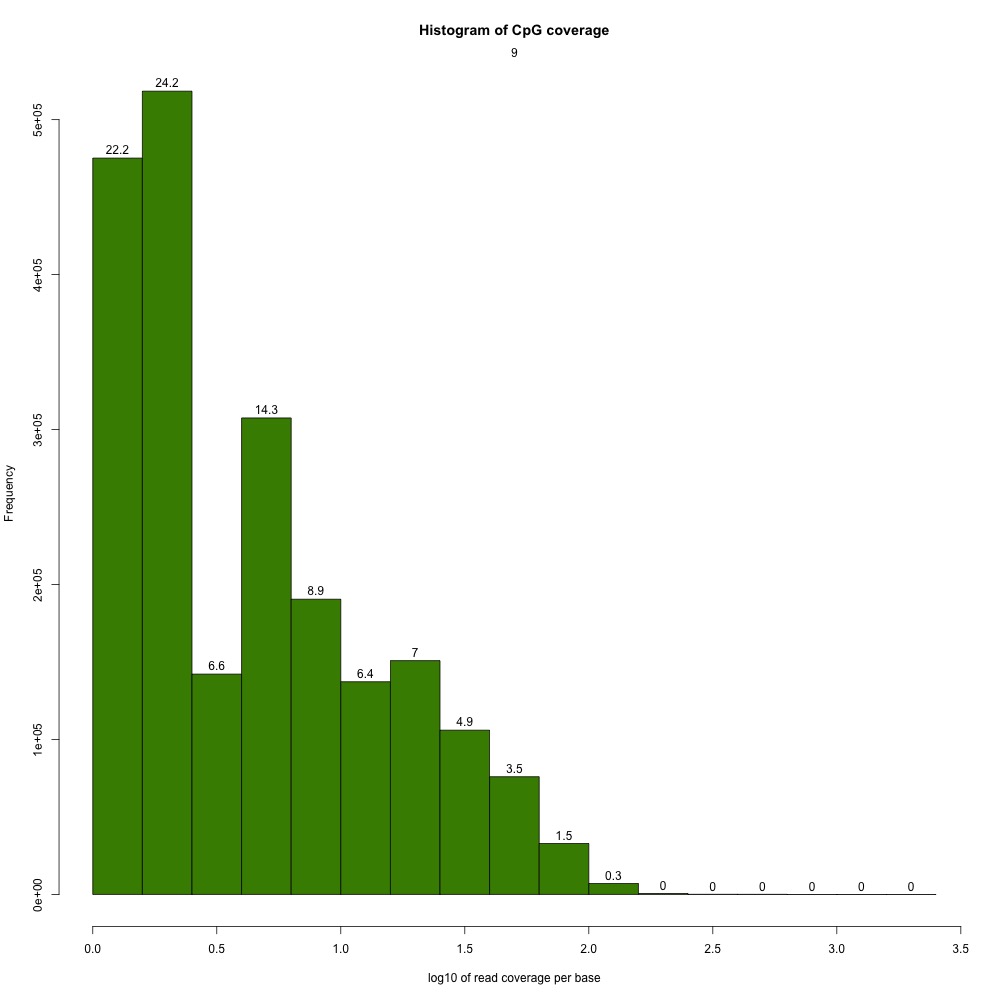 Histogram of CpG coverage
9
24.2
22.2
14.3
8.9
7
6.6
6.4
4.9
3.5
1.5
0.3
0
0
0
0
0
0
5e+05
4e+05
3e+05
2e+05
1e+05
0e+00
Frequency
0.0 0.5 1.0 1.5 2.0 2.5 3.0 3.5
log10 of read coverage per base